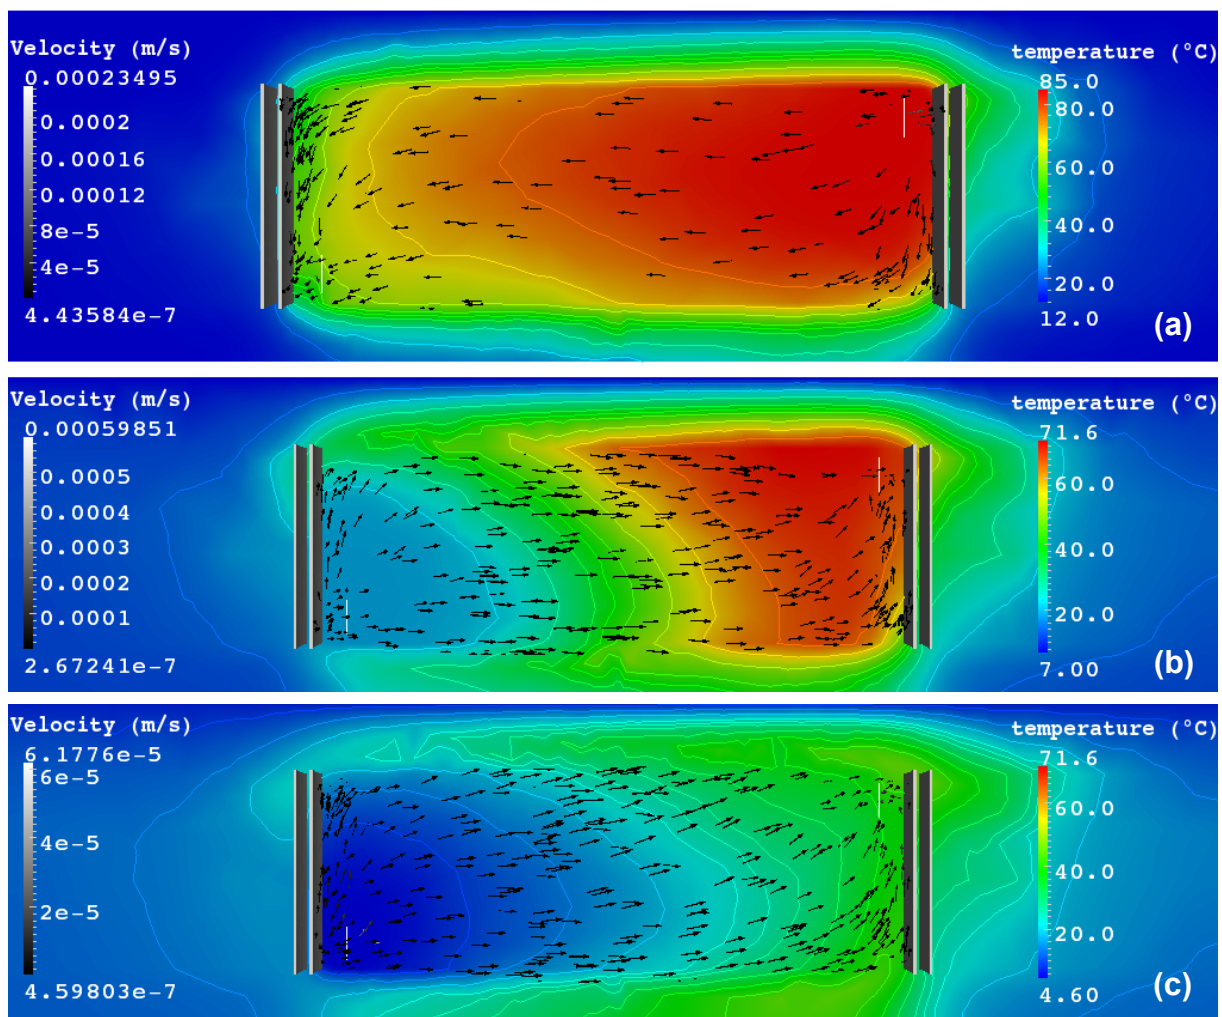 Velocity (m/s)
0.00023495
0.0002
0.00016
0.00012
8e-5
4e-5
4.43584e-7
temperature (°C)
85.0
80.0
60.0
40.0
20.0
12.0
(a)
Velocity (m/s)
0.00059851
0.0005
0.0004
0.0003
0.0002
0.0001
2.67241e-7
temperature (°C)
71.6
60.0
40.0
20.0
7.00
(b)
Velocity (m/s)
6.1776e-5
6e-5
4e-5
2e-5
4.59803e-7
temperature (°C)
71.6
60.0
40.0
20.0
4.60
(c)